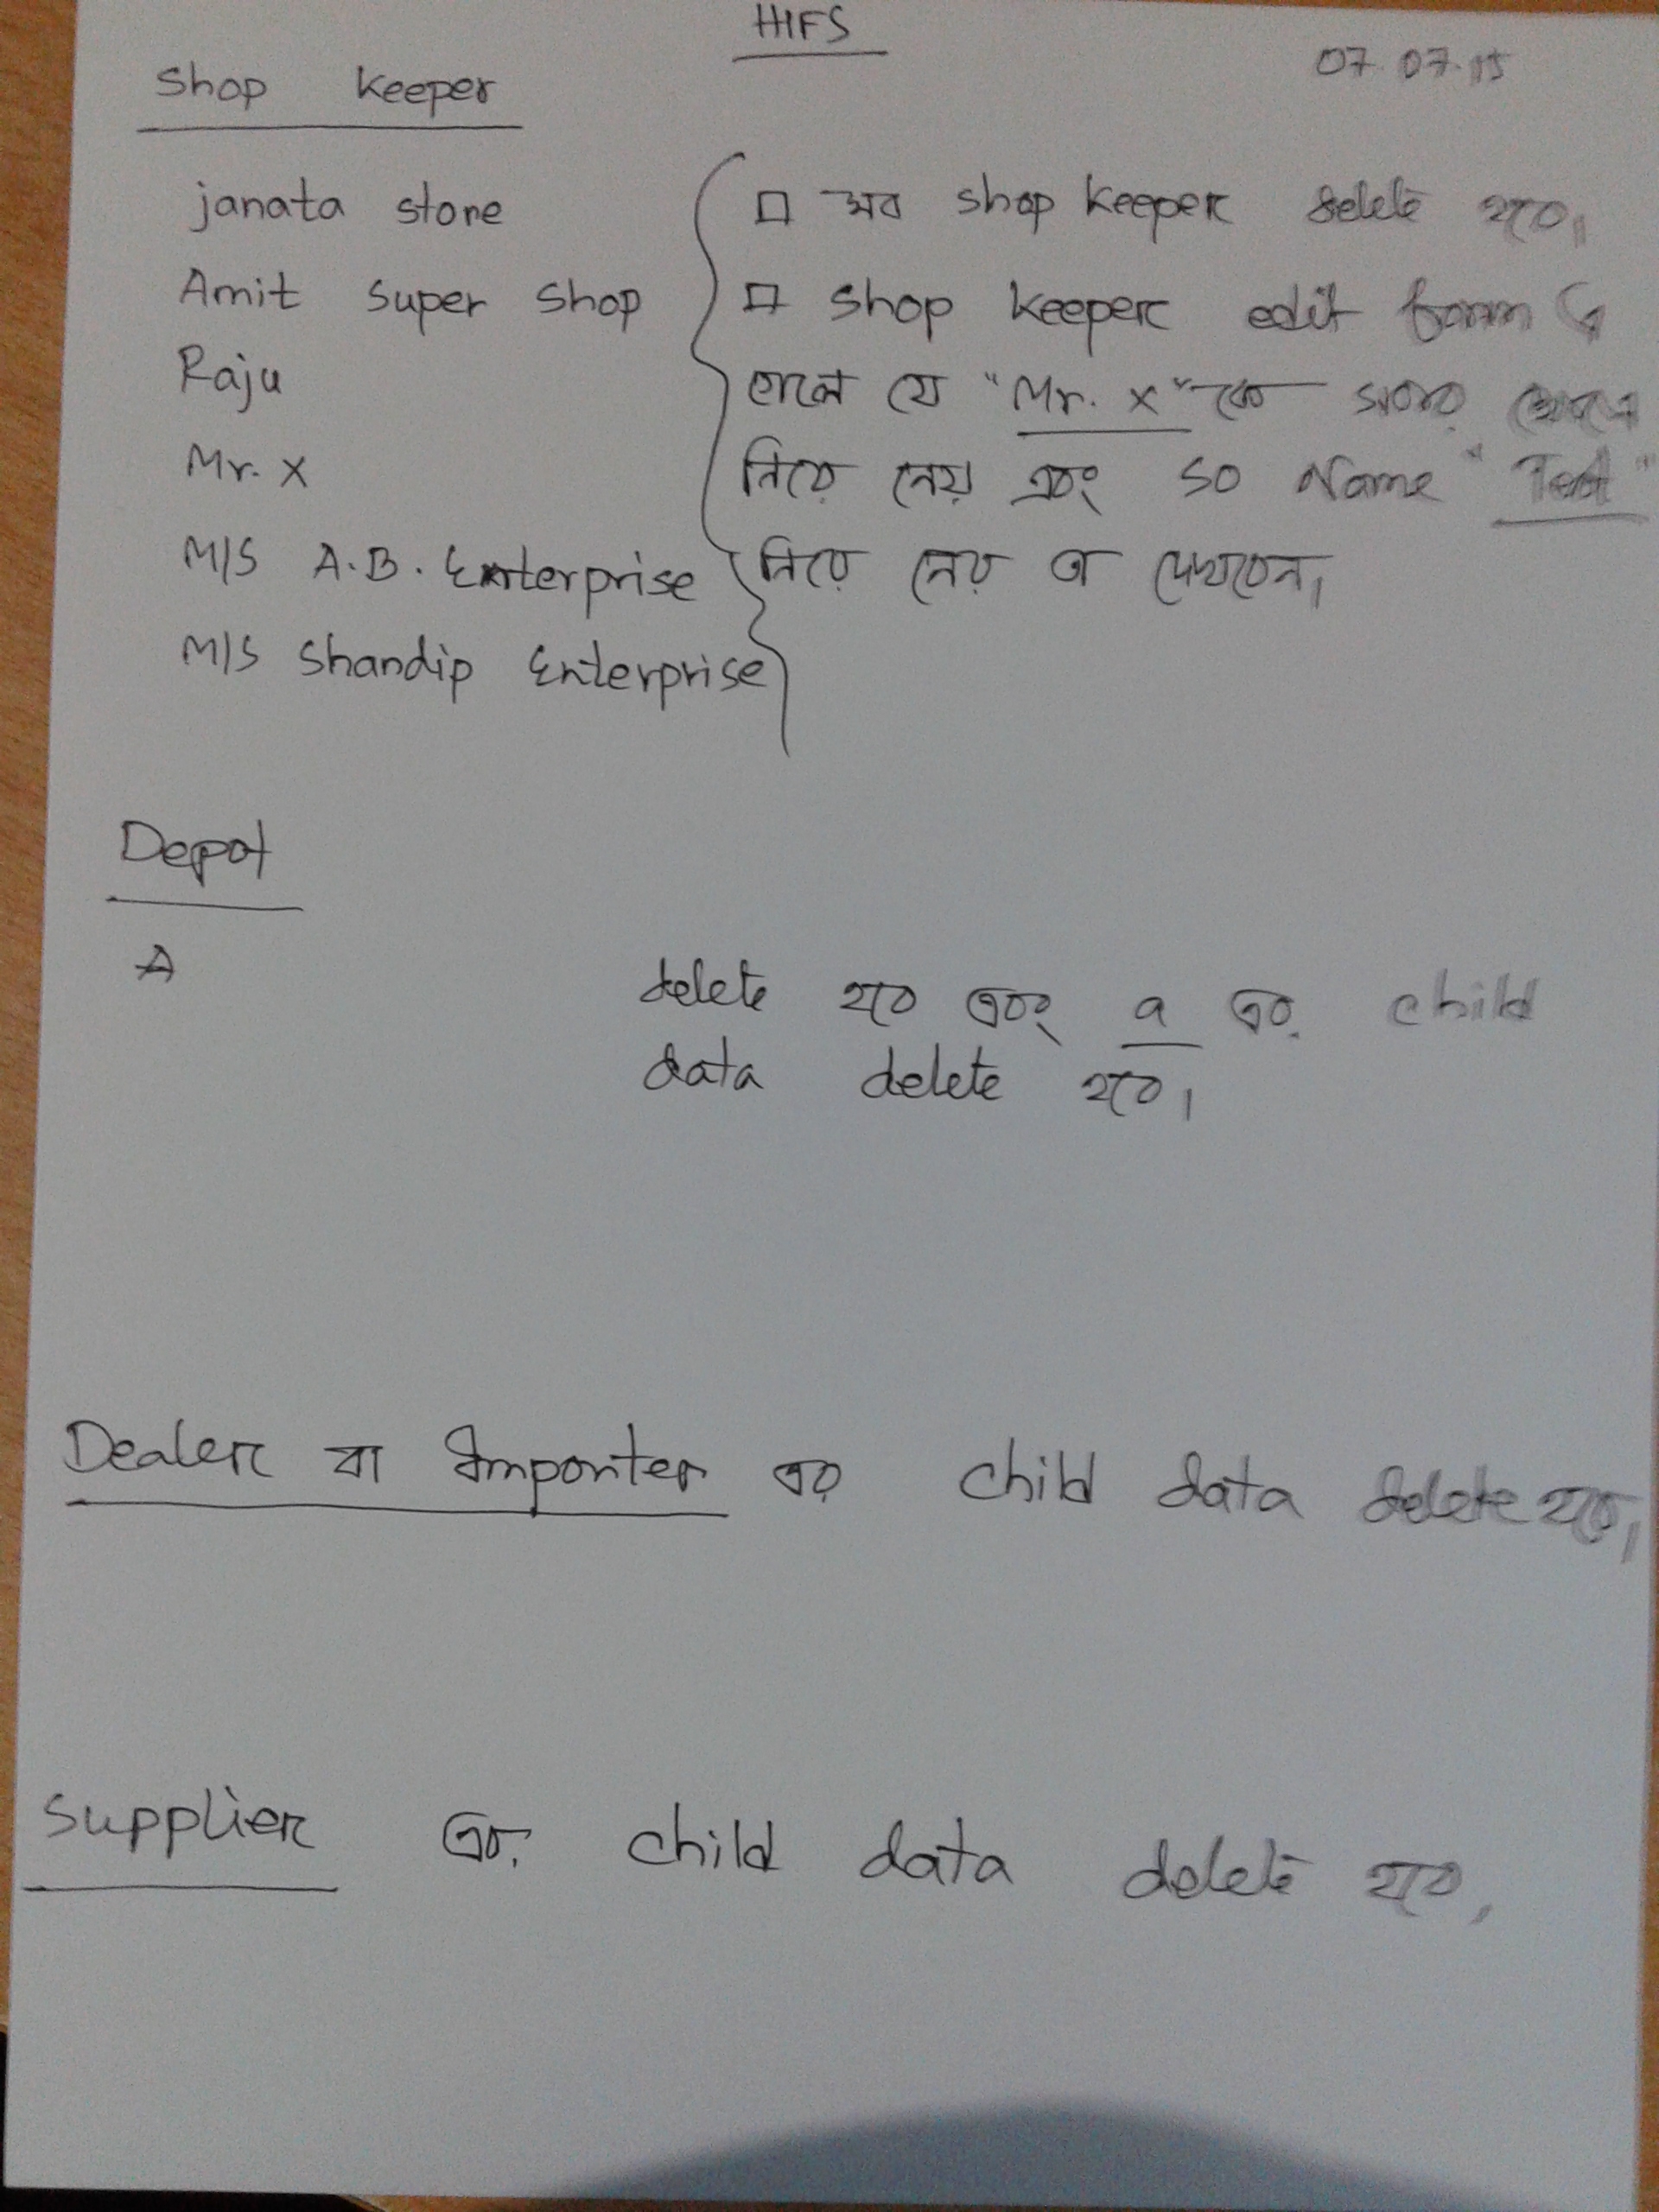 HIFS
07.07.15
Shop Keeper
janata store
Amit super shop
Raju
Mr. X
M/S A.B. Enterprise
M/S Shandip Enterprise
□ সব shop keeper delete হবে।
□ shop keeper edit form এ
গেলে যে "Mr. X" কে
নিয়ে নেয় এবং SO Name "Test"
নিয়ে নেয় তা দেখবেন।
Depot
A
delete হবে এবং a এর child
data delete হবে।
Dealer বা Importer এর child data delete হবে।
Supplier এর child data delete হবে।